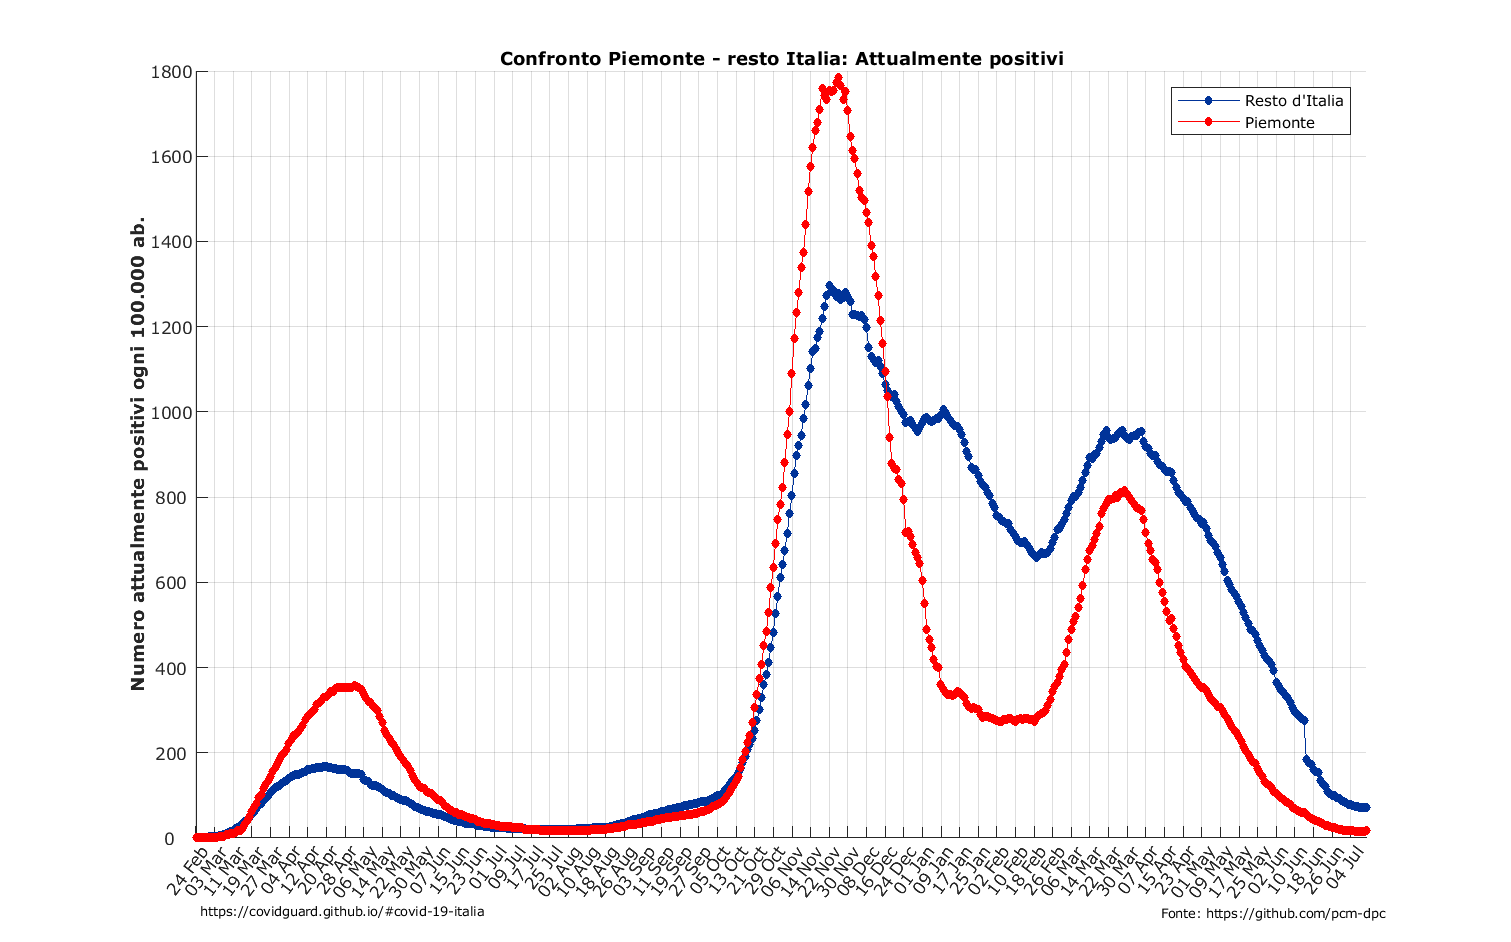 Confronto Piemonte - resto Italia: Attualmente positivi
Resto d'Italia
Piemonte
Numero attualmente positivi ogni 100.000 ab.
1800
1600
1400
1200
1000
800
600
400
200
0
24 Feb
03 Mar
11 Mar
19 Mar
27 Mar
04 Apr
12 Apr
20 Apr
28 Apr
06 May
14 May
22 May
30 May
07 Jun
15 Jun
23 Jun
01 Jul
09 Jul
17 Jul
25 Jul
02 Aug
10 Aug
18 Aug
26 Aug
03 Sep
11 Sep
19 Sep
27 Sep
05 Oct
13 Oct
21 Oct
29 Oct
06 Nov
14 Nov
22 Nov
30 Nov
08 Dec
16 Dec
24 Dec
01 Jan
09 Jan
17 Jan
25 Jan
02 Feb
10 Feb
18 Feb
26 Feb
06 Mar
14 Mar
22 Mar
30 Mar
07 Apr
15 Apr
23 Apr
01 May
09 May
17 May
25 May
02 Jun
10 Jun
18 Jun
26 Jun
04 Jul
https://covidguard.github.io/#covid-19-italia
Fonte: https://github.com/pcm-dpc